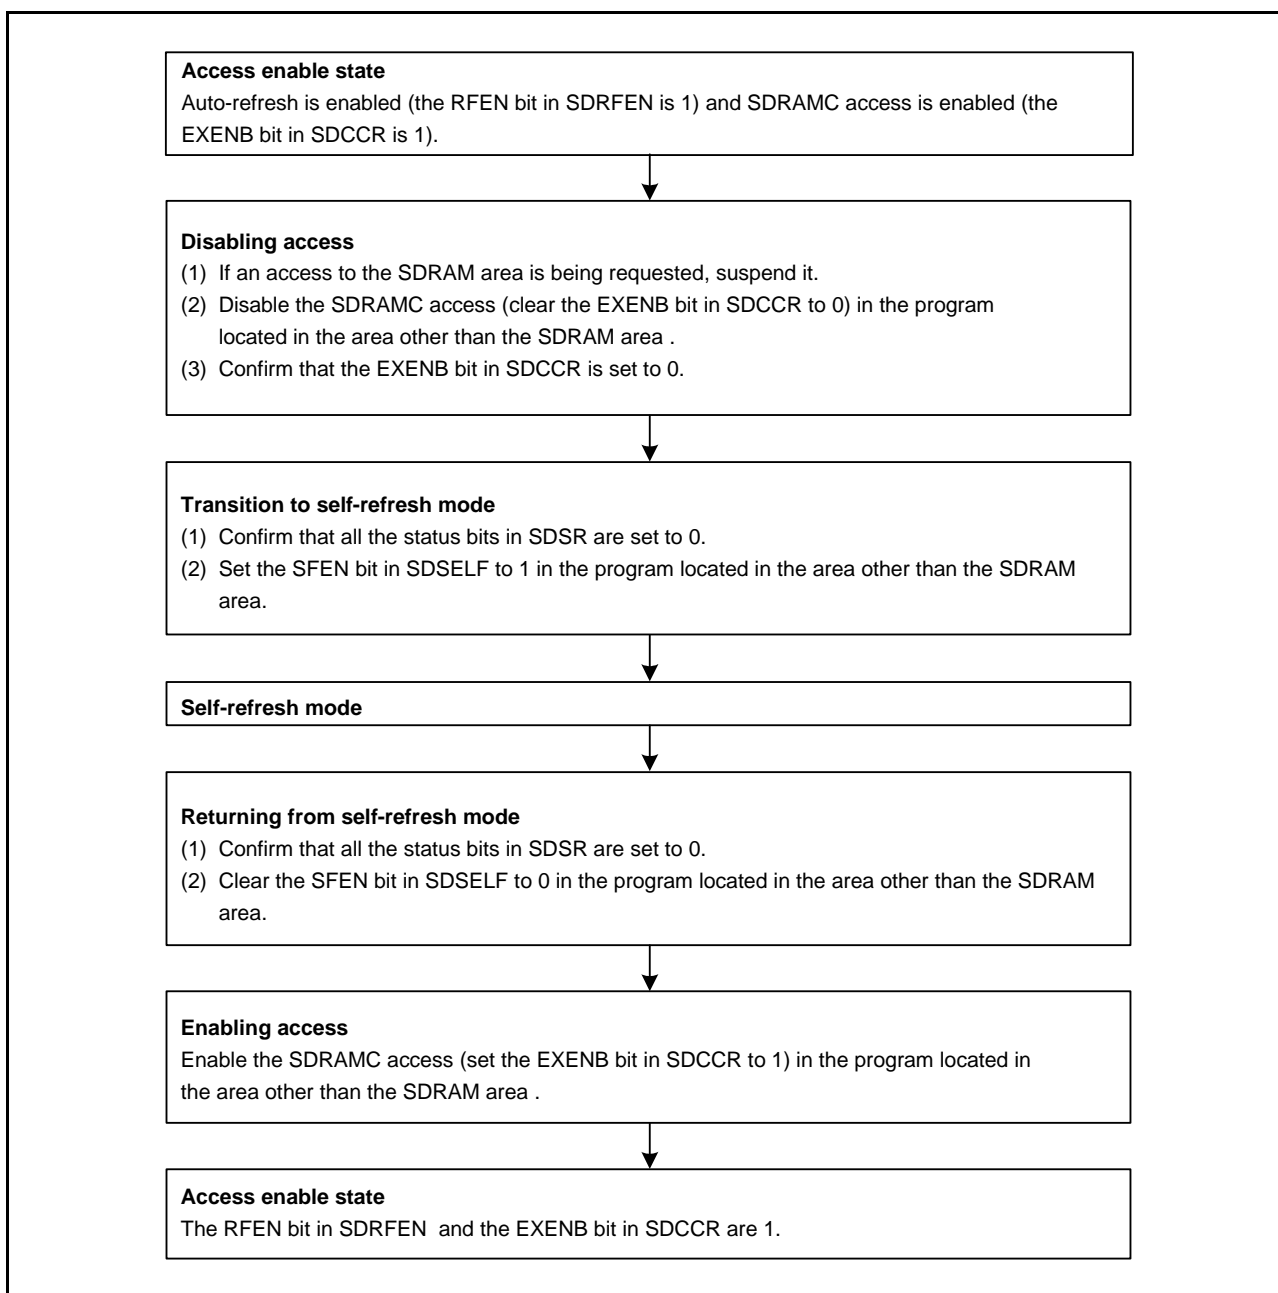 Access enable state
Auto-refresh is enabled (the RFEN bit in SDRFEN is 1) and SDRAMC access is enabled (the
EXENB bit in SDCCR is 1).
Disabling access
(1) If an access to the SDRAM area is being requested, suspend it.
(2) Disable the SDRAMC access (clear the EXENB bit in SDCCR to 0) in the program
located in the area other than the SDRAM area .
(3) Confirm that the EXENB bit in SDCCR is set to 0.
Transition to self-refresh mode
(1) Confirm that all the status bits in SDSR are set to 0.
(2) Set the SFEN bit in SDSELF to 1 in the program located in the area other than the SDRAM
area.
Self-refresh mode
Returning from self-refresh mode
(1) Confirm that all the status bits in SDSR are set to 0.
(2) Clear the SFEN bit in SDSELF to 0 in the program located in the area other than the SDRAM
area.
Enabling access
Enable the SDRAMC access (set the EXENB bit in SDCCR to 1) in the program located in
the area other than the SDRAM area .
Access enable state
The RFEN bit in SDRFEN  and the EXENB bit in SDCCR are 1.